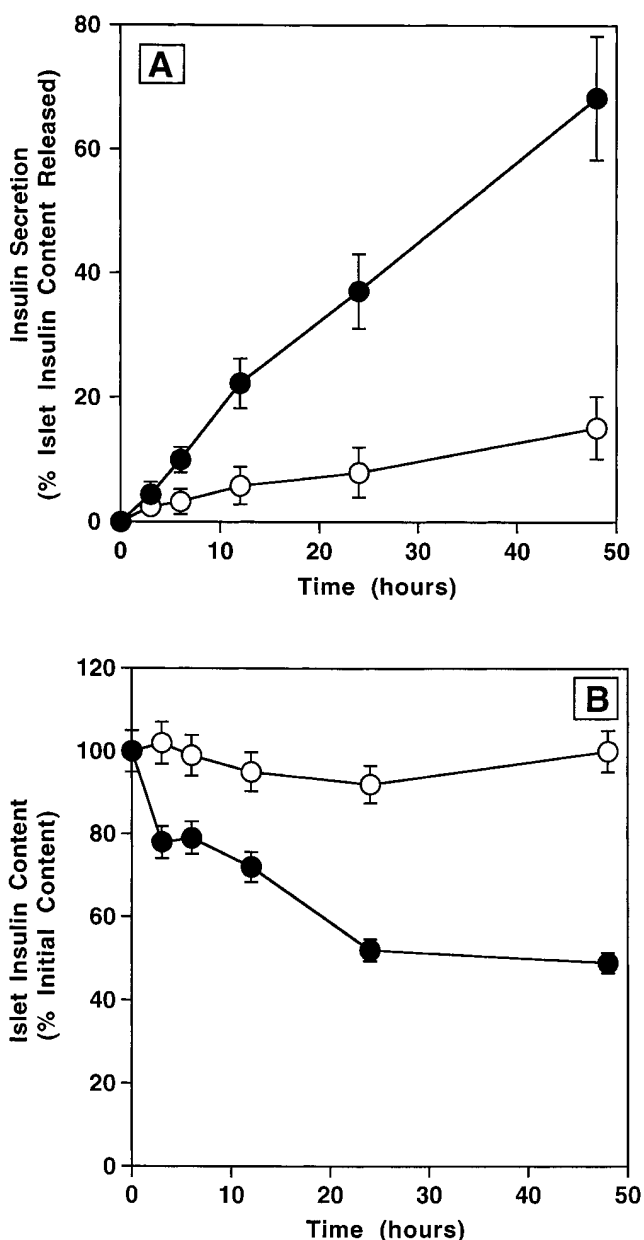 A
Insulin Secretion
(% Islet Insulin Content Released)
80
60
40
20
0
0 10 20 30 40 50
Time (hours)
B
Islet Insulin Content
(% Initial Content)
120
100
80
60
40
20
0
0 10 20 30 40 50
Time (hours)